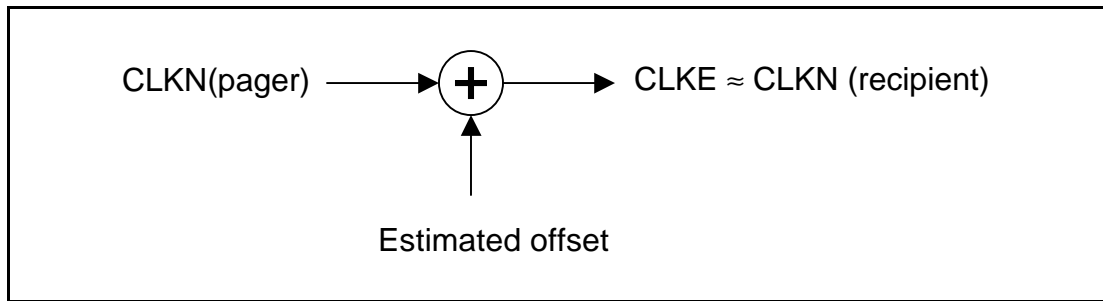 CLKN(pager) + CLKE ≈ CLKN (recipient)
Estimated offset